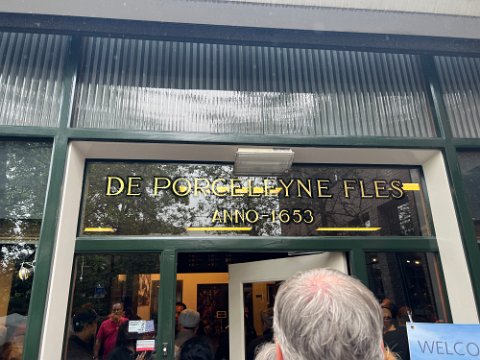 DE PORCELEYNE FLES
ANNO-1653
WELCO